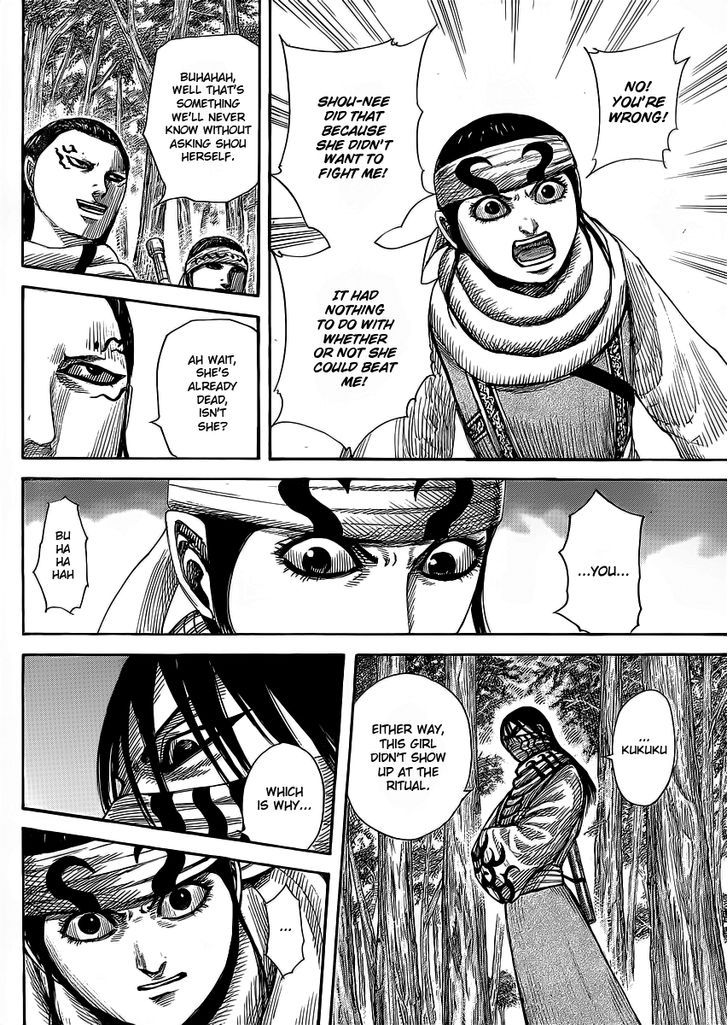 NO!
YOU'RE
WRONG!
SHOU-NEE
DID THAT
BECAUSE
SHE DIDN'T
WANT TO
FIGHT ME!
IT HAD
NOTHING
TO DO WITH
WHETHER
OR NOT SHE
COULD BEAT
ME!
BUHAHAH,
WELL THAT'S
SOMETHING
WE'LL NEVER
KNOW WITHOUT
ASKING SHOU
HERSELF.
AH WAIT,
SHE'S
ALREADY
DEAD,
ISN'T
SHE?
...YOU...
BU
HA
HA
HAH
...
KUKUKU
EITHER WAY,
THIS GIRL
DIDN'T SHOW
UP AT THE
RITUAL.
WHICH
IS WHY...
...